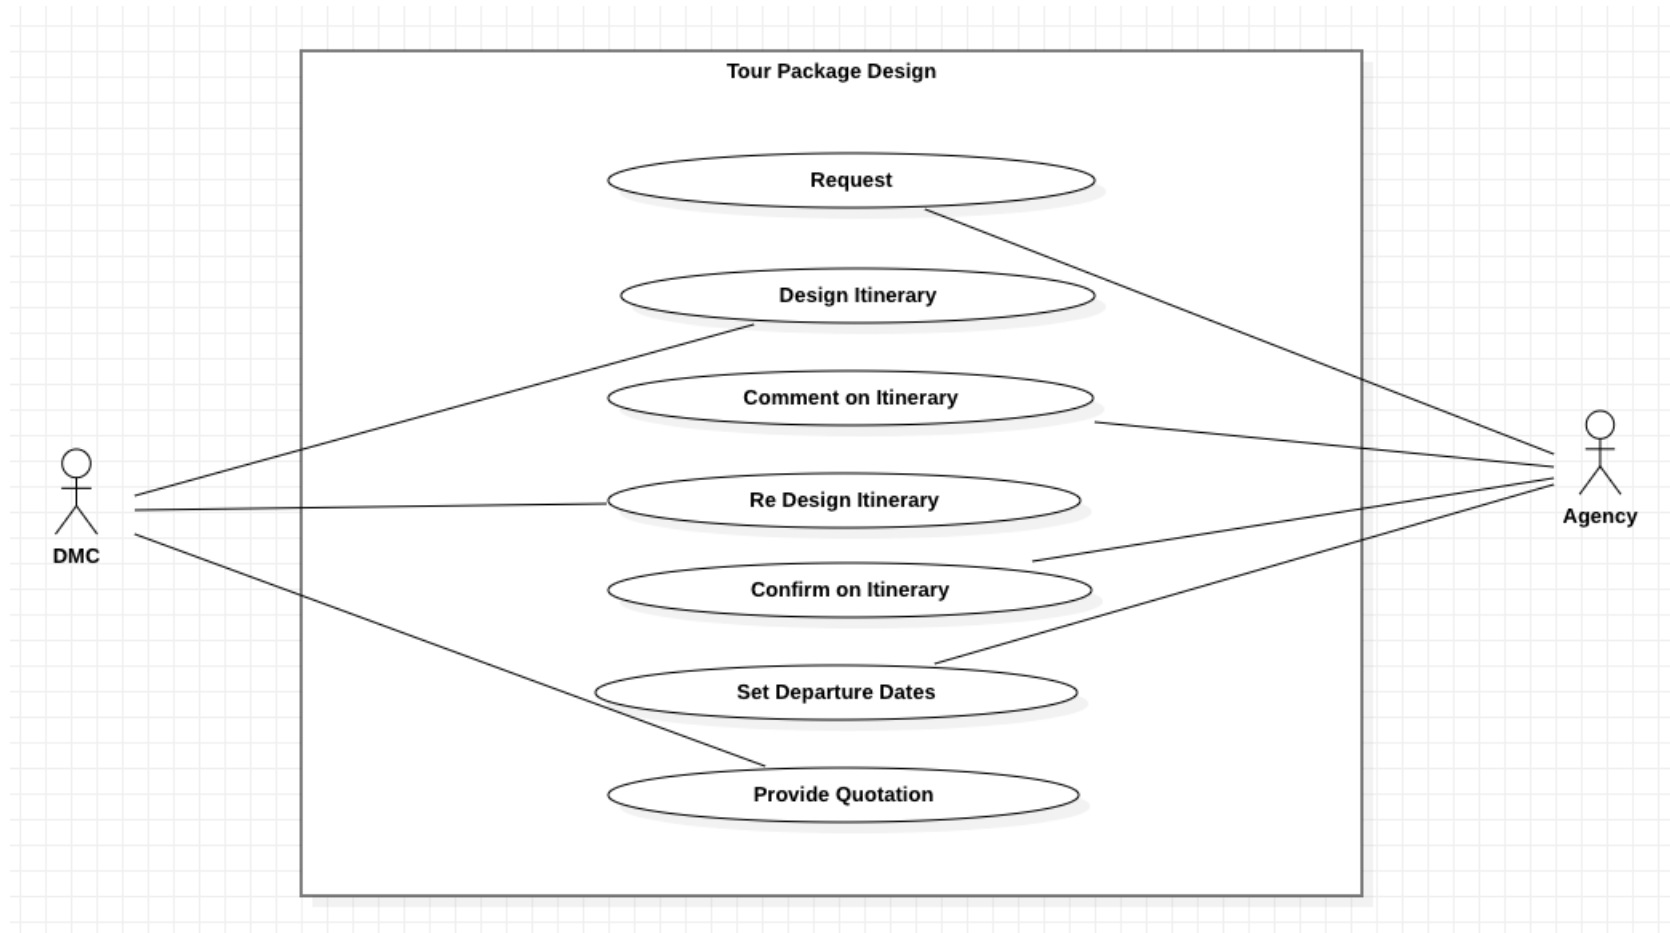 Tour Package Design
Request
Design Itinerary
Comment on Itinerary
Re Design Itinerary
Confirm on Itinerary
Set Departure Dates
Provide Quotation
DMC
Agency